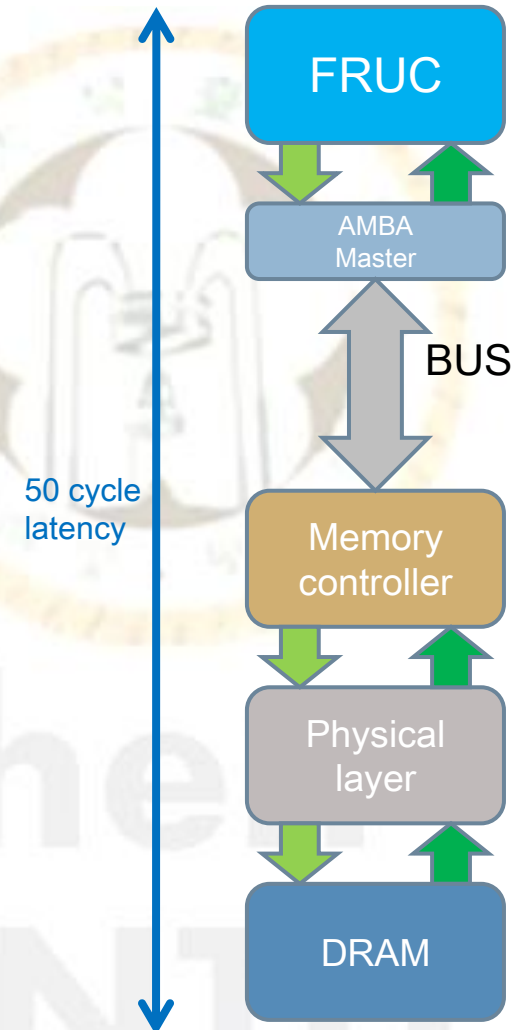 FRUC
AMBA
Master
BUS
50 cycle
latency
Memory
controller
Physical
layer
DRAM